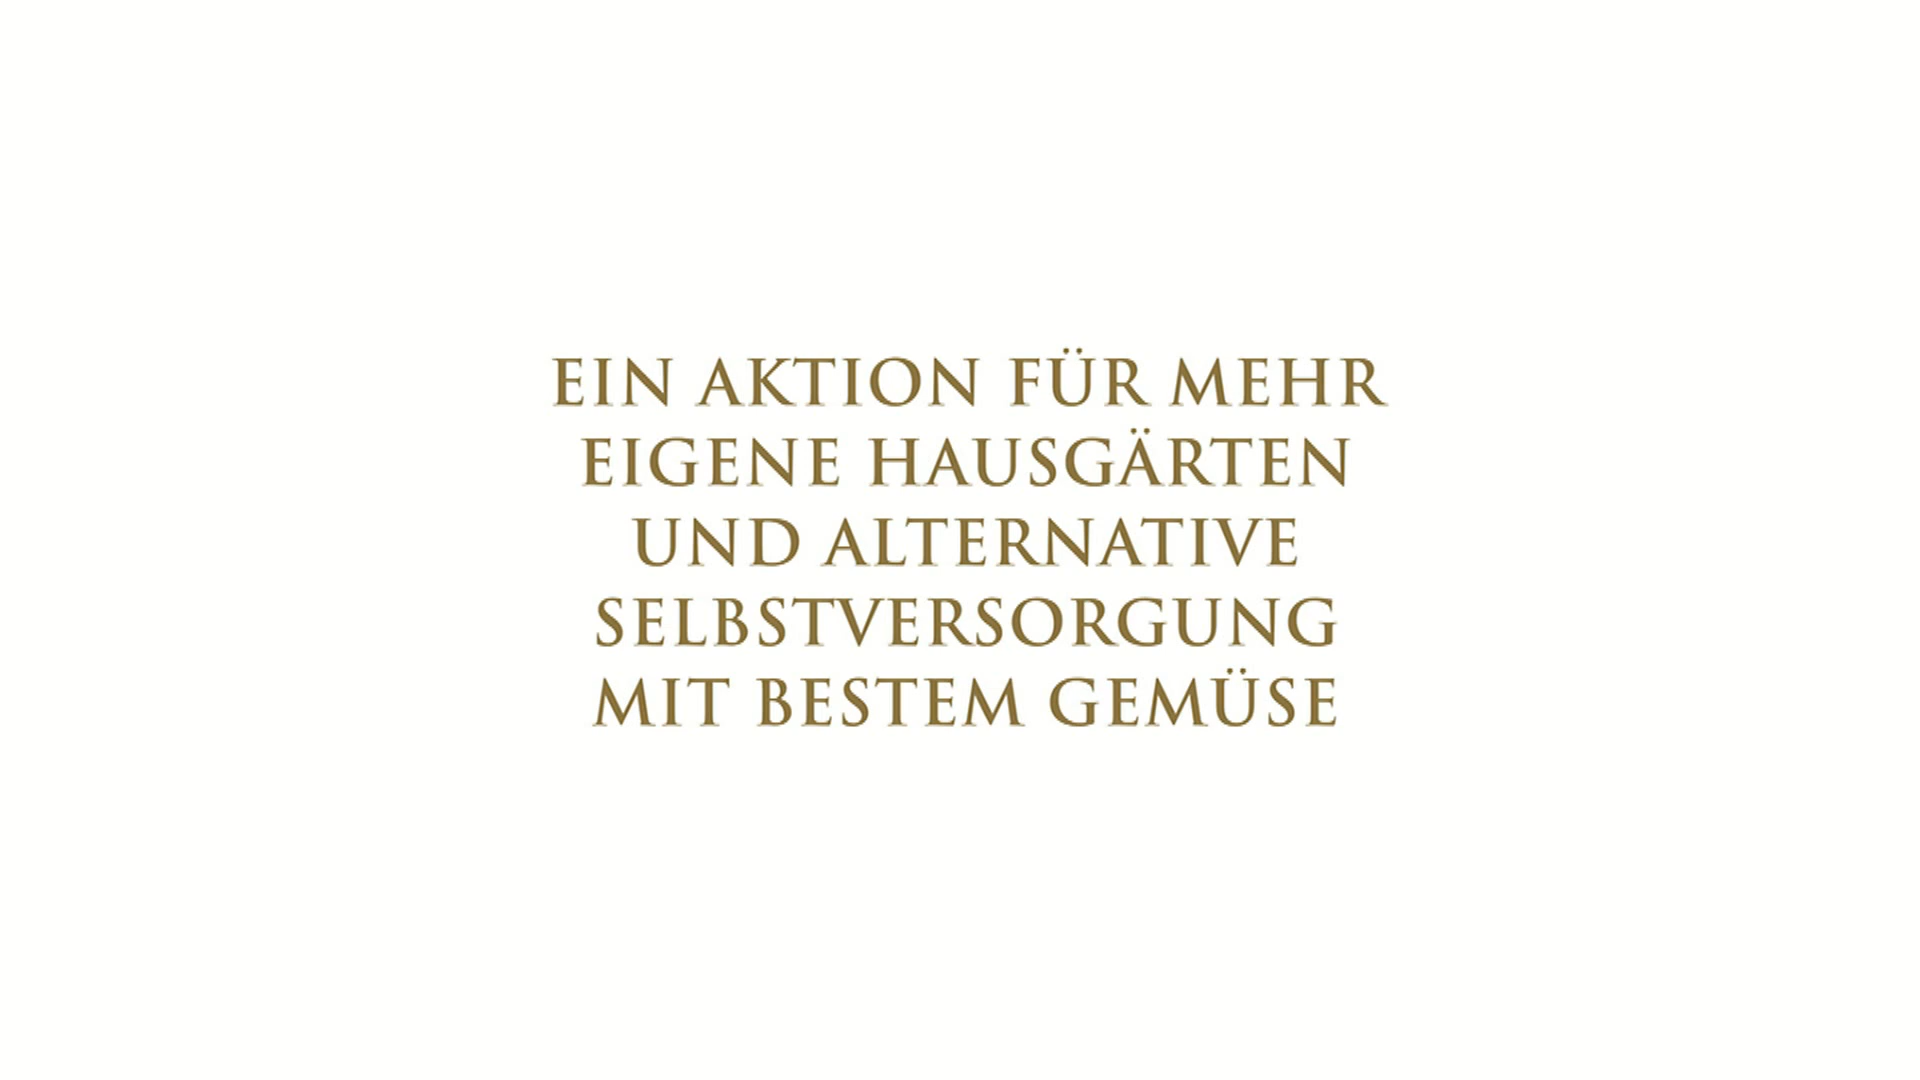 EIN AKTION FÜR MEHR
EIGENE HAUSGÄRTEN
UND ALTERNATIVE
SELBSTVERSORGUNG
MIT BESTEM GEMÜSE